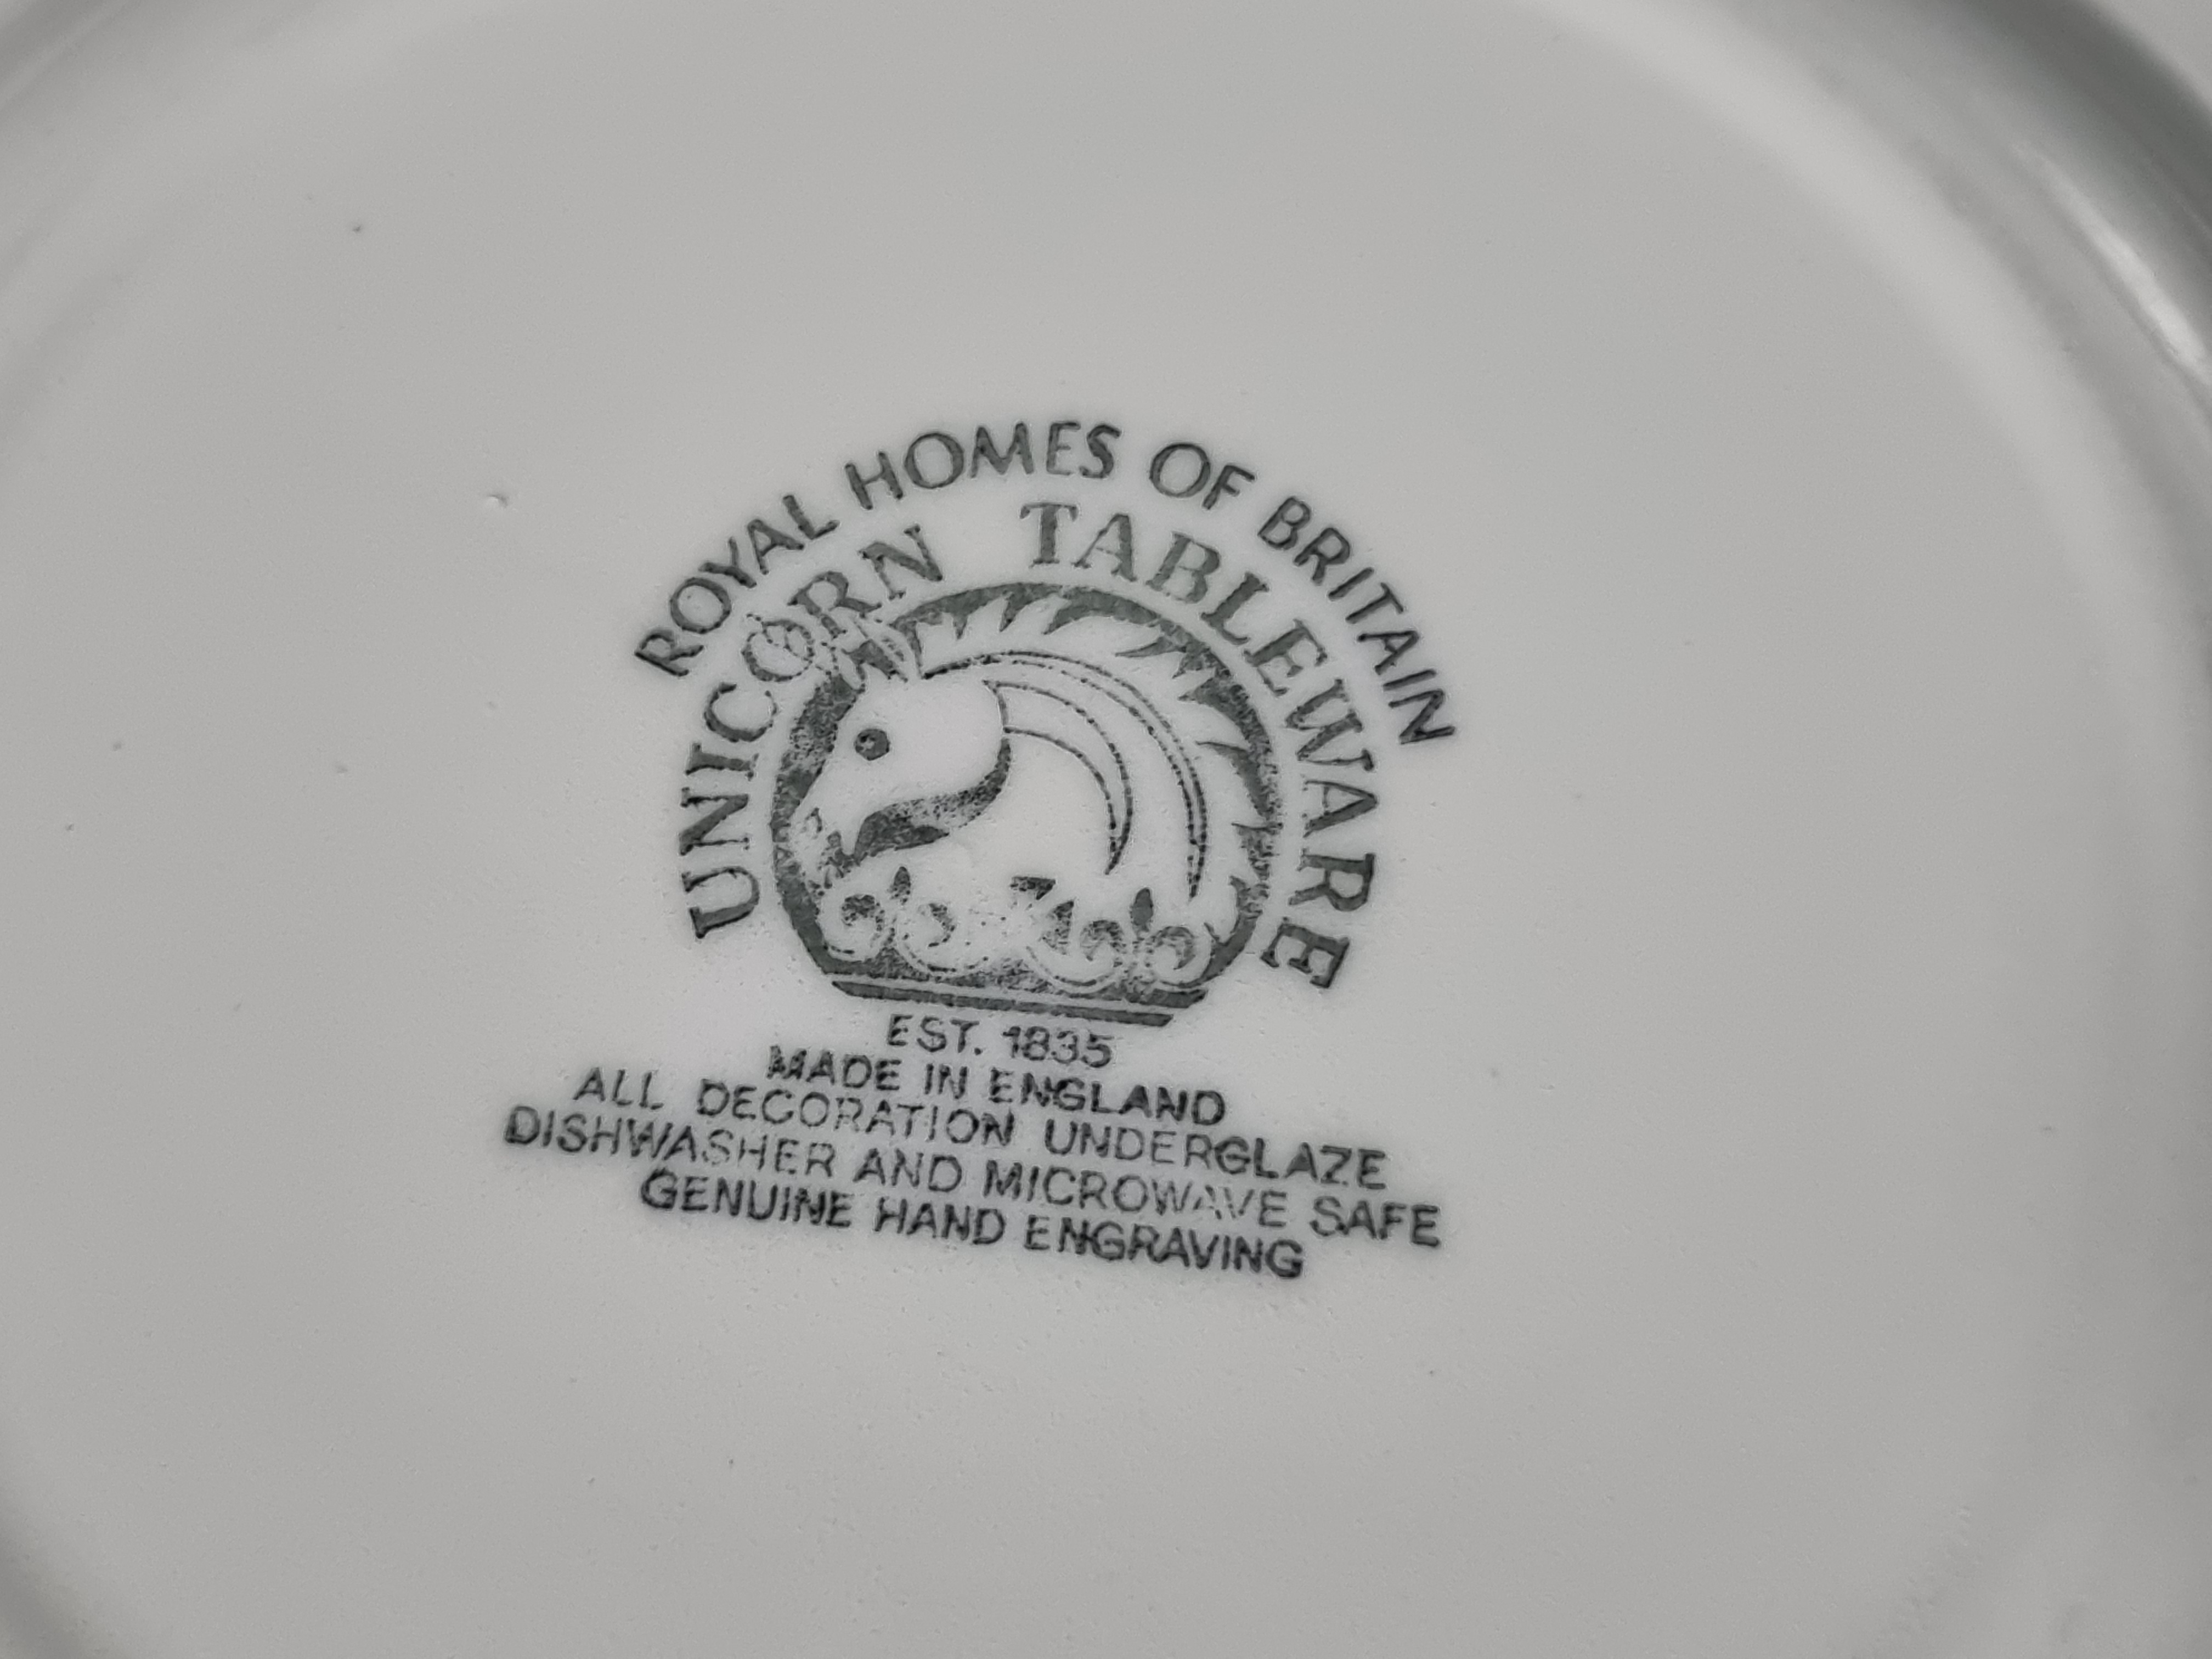 ROYAL HOMES OF BRITAIN
UNICORN TABLEWARE
EST. 1835
MADE IN ENGLAND
ALL DECORATION UNDERGLAZE
DISHWASHER AND MICROWAVE SAFE
GENUINE HAND ENGRAVING